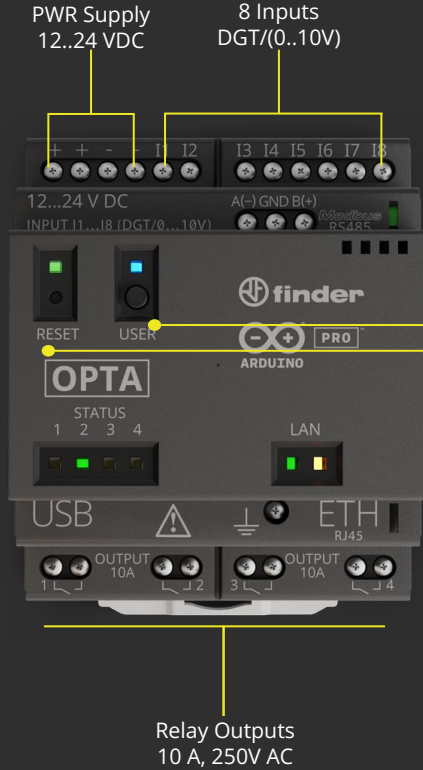 PWR Supply
12..24 VDC
8 Inputs
DGT/(0..10V)
+ + - - I1 I2
I3 I4 I5 I6 I7 I8
12...24 V DC
INPUT I1...I8 (DGT/0...10V)
A(-) GND B(+)
Modbus
RS485
RESET
USER
finder
PRO™
ARDUINO
OPTA
STATUS
1 2 3 4
LAN
USB
ETH
RJ45
OUTPUT
10A
1
2
OUTPUT
10A
3
4
Relay Outputs
10 A, 250V AC